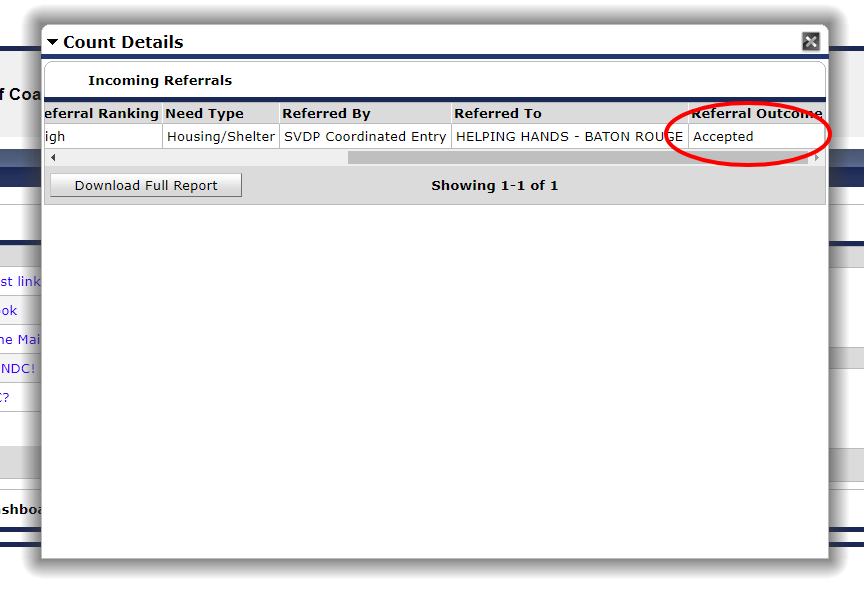 Count Details
Incoming Referrals
eferral Ranking Need Type Referred By Referred To Referral Outcome
igh Housing/Shelter SVDP Coordinated Entry HELPING HANDS - BATON ROUGE Accepted
Download Full Report Showing 1-1 of 1
f Coa
st link
ok
ne Mai
NDC!
C?
shboa